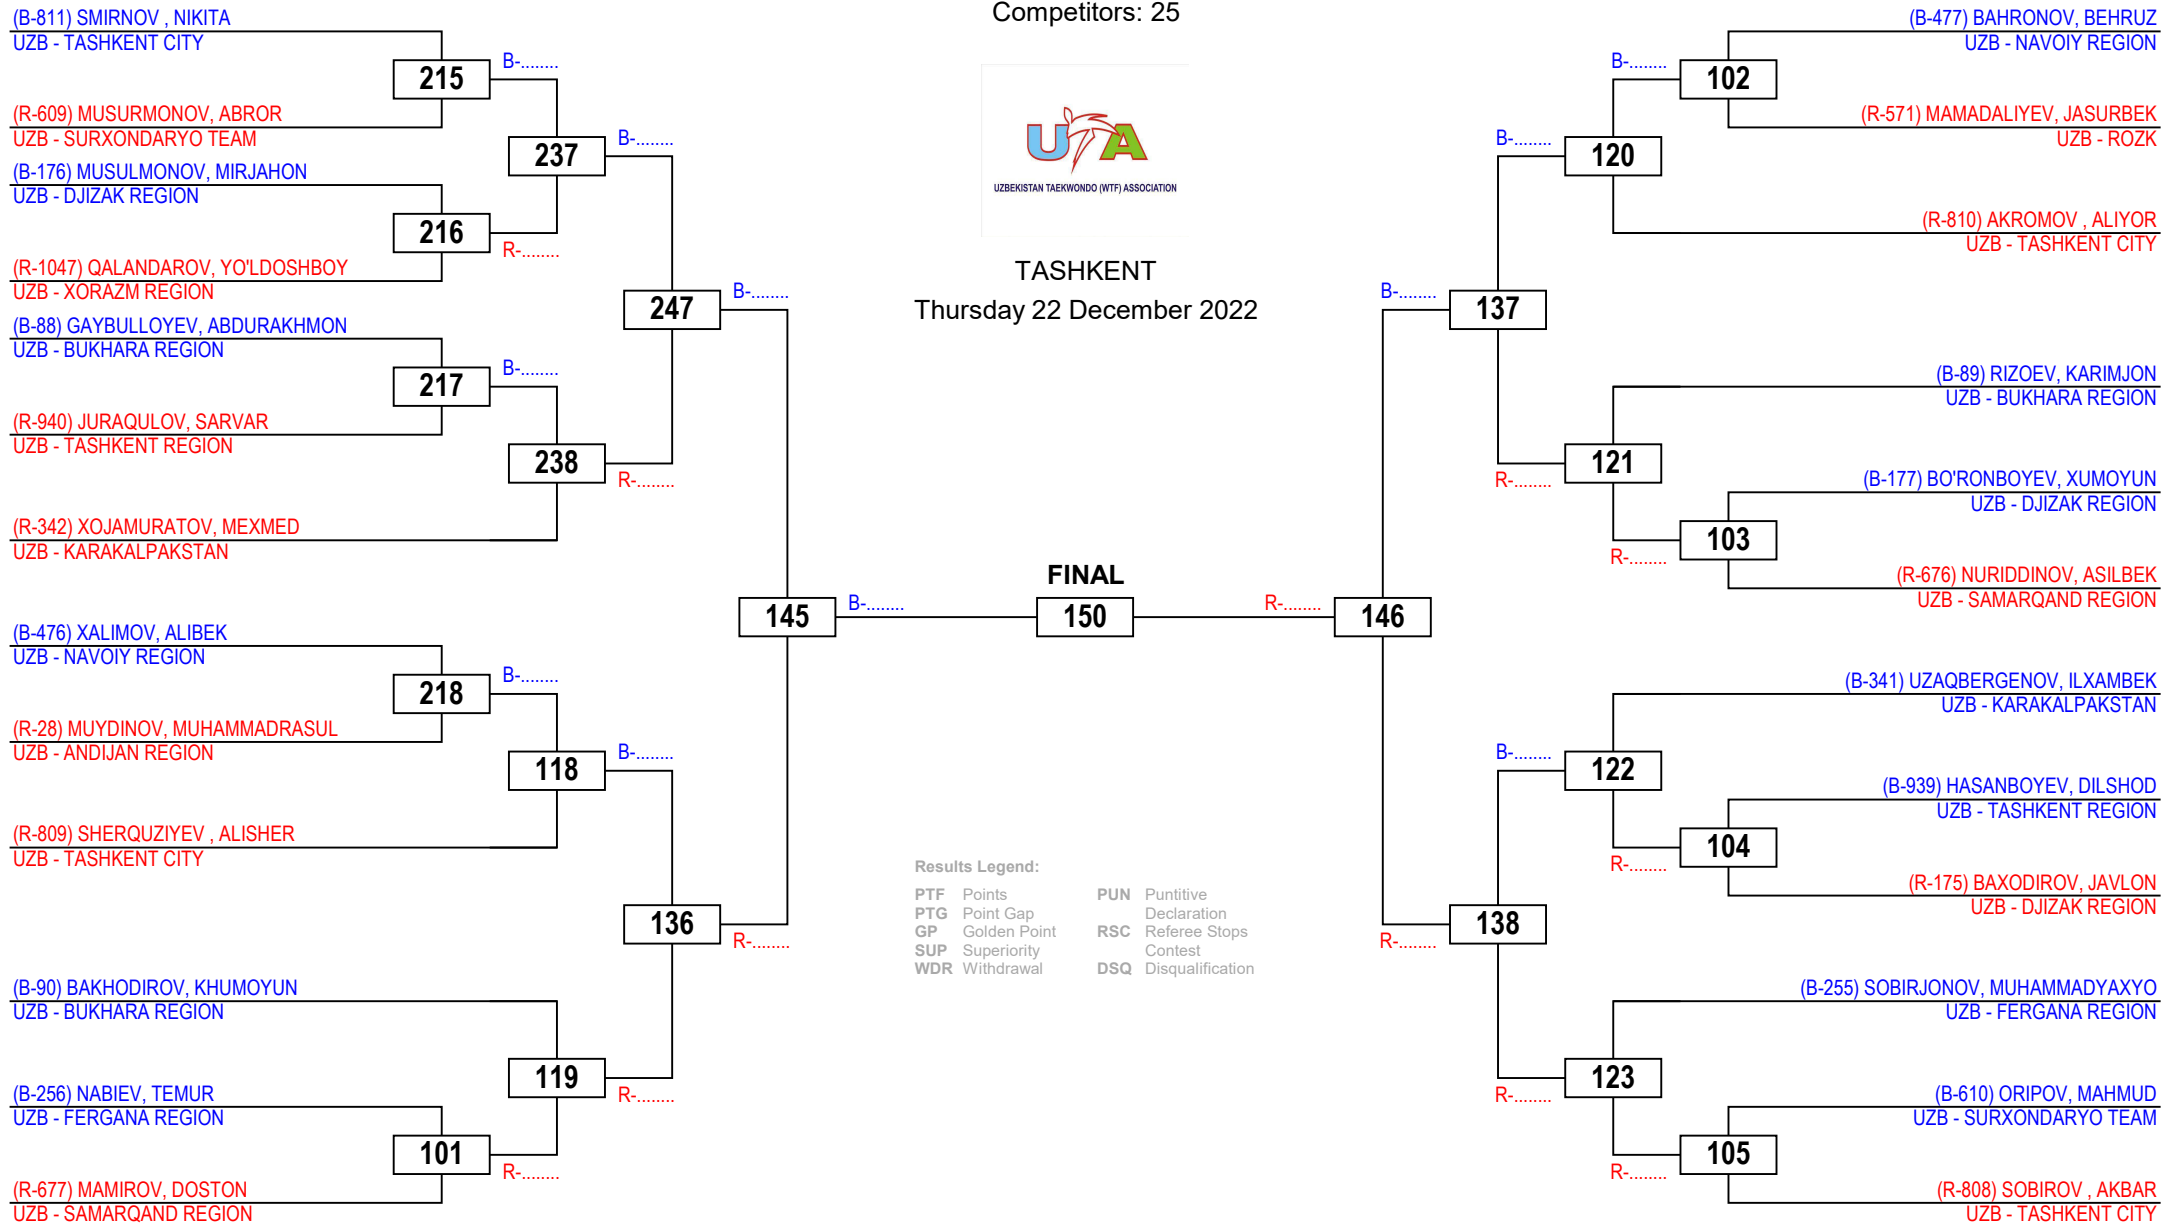 Competitors: 25
UTA
UZBEKISTAN TAEKWONDO (WTF) ASSOCIATION
TASHKENT
Thursday 22 December 2022
(B-811) SMIRNOV , NIKITA
UZB - TASHKENT CITY
215
B-........
(R-609) MUSURMONOV, ABROR
UZB - SURXONDARYO TEAM
237
B-........
(B-176) MUSULMONOV, MIRJAHON
UZB - DJIZAK REGION
216
R-........
(R-1047) QALANDAROV, YO'LDOSHBOY
UZB - XORAZM REGION
247
B-........
(B-88) GAYBULLOYEV, ABDURAKHMON
UZB - BUKHARA REGION
217
B-........
(R-940) JURAQULOV, SARVAR
UZB - TASHKENT REGION
238
R-........
(R-342) XOJAMURATOV, MEXMED
UZB - KARAKALPAKSTAN
145
B-........
(B-476) XALIMOV, ALIBEK
UZB - NAVOIY REGION
218
B-........
(R-28) MUYDINOV, MUHAMMADRASUL
UZB - ANDIJAN REGION
118
B-........
(R-809) SHERQUZIYEV , ALISHER
UZB - TASHKENT CITY
136
R-........
(B-90) BAKHODIROV, KHUMOYUN
UZB - BUKHARA REGION
119
R-........
(B-256) NABIEV, TEMUR
UZB - FERGANA REGION
101
R-........
(R-677) MAMIROV, DOSTON
UZB - SAMARQAND REGION
FINAL
150
Results Legend:
PTF Points
PTG Point Gap
GP Golden Point
SUP Superiority
WDR Withdrawal
PUN Puntitive
Declaration
RSC Referee Stops
Contest
DSQ Disqualification
(B-477) BAHRONOV, BEHRUZ
UZB - NAVOIY REGION
B-........
102
(R-571) MAMADALIYEV, JASURBEK
UZB - ROZK
B-........
120
(R-810) AKROMOV , ALIYOR
UZB - TASHKENT CITY
B-........
137
(B-89) RIZOEV, KARIMJON
UZB - BUKHARA REGION
R-........
121
(B-177) BO'RONBOYEV, XUMOYUN
UZB - DJIZAK REGION
R-........
103
(R-676) NURIDDINOV, ASILBEK
UZB - SAMARQAND REGION
R-........
146
(B-341) UZAQBERGENOV, ILXAMBEK
UZB - KARAKALPAKSTAN
B-........
122
(B-939) HASANBOYEV, DILSHOD
UZB - TASHKENT REGION
R-........
104
(R-175) BAXODIROV, JAVLON
UZB - DJIZAK REGION
R-........
138
(B-255) SOBIRJONOV, MUHAMMADYAXYO
UZB - FERGANA REGION
R-........
123
(B-610) ORIPOV, MAHMUD
UZB - SURXONDARYO TEAM
R-........
105
(R-808) SOBIROV , AKBAR
UZB - TASHKENT CITY